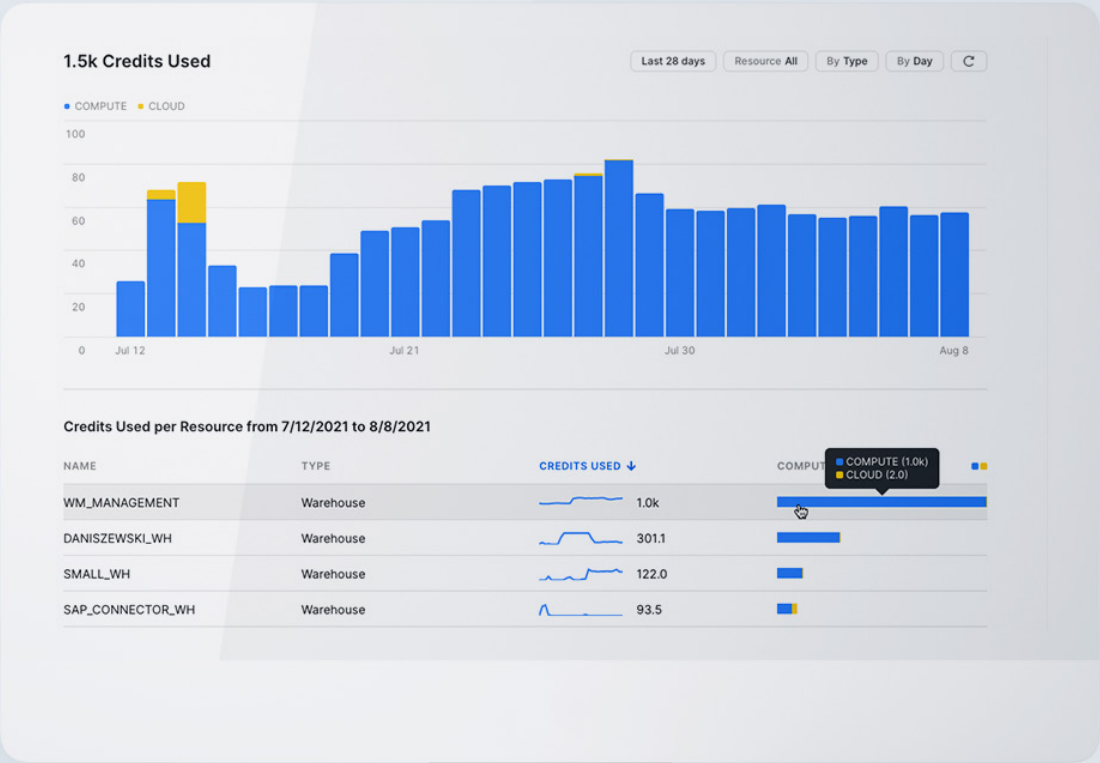 1.5k Credits Used
Last 28 days
Resource All
By Type
By Day
COMPUTE
CLOUD
100
80
60
40
20
0
Jul 12
Jul 21
Jul 30
Aug 8
Credits Used per Resource from 7/12/2021 to 8/8/2021
NAME TYPE CREDITS USED COMPUT
COMPUTE (1.0k)
CLOUD (2.0)
WM_MANAGEMENT Warehouse 1.0k
DANISZEWSKI_WH Warehouse 301.1
SMALL_WH Warehouse 122.0
SAP_CONNECTOR_WH Warehouse 93.5